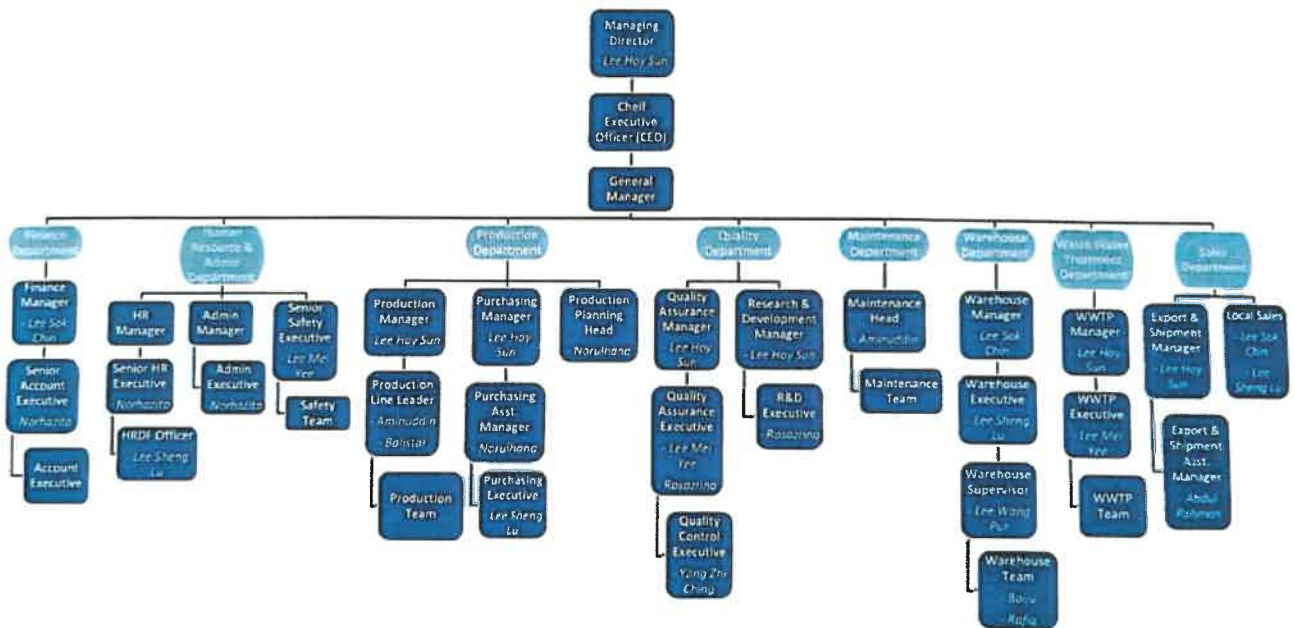 Managing
Director
- Lee Hoy Sun
Cheif
Executive
Officer (CEO)
General
Manager
Finance
Department
Human
Resource &
Admin
Department
Production
Department
Quality
Department
Maintenance
Department
Warehouse
Department
Waste Water
Treatment
Department
Sales
Department
Finance
Manager
- Lee Sok
Chin
Senior Account
Executive
- Norhazita
Account
Executive
HR
Manager
Senior HR
Executive
- Norhazita
HRDF Officer
- Lee Sheng
Lu
Admin
Manager
Admin
Executive
- Norhazita
Senior
Safety
Executive
- Lee Mei
Yee
Safety
Team
Production
Manager
- Lee Hoy Sun
Production
Line Leader
- Aminuddin
- Balistar
Production
Team
Purchasing
Manager
- Lee Hoy
Sun
Purchasing
Asst.
Manager
- Norulhana
Purchasing
Executive
- Lee Sheng
Lu
Production
Planning
Head
- Norulhana
Quality
Assurance
Manager
- Lee Hoy
Sun
Quality
Assurance
Executive
- Lee Mei
Yee
- Rosazrina
Quality
Control
Executive
- Yong Zhi
Ching
Research &
Development
Manager
- Lee Hoy Sun
R&D
Executive
- Rosazrina
Maintenance
Head
- Aminuddin
Maintenance
Team
Warehouse
Manager
- Lee Sok
Chin
Warehouse
Executive
- Lee Sheng
Lu
Warehouse
Supervisor
- Lee Wang
Warehouse
Team
- Rafiq
WWTP
Manager
- Lee Hoy
Sun
WWTP
Executive
- Lee Mei
Yee
WWTP
Team
Export &
Shipment
Manager
- Lee Hoy
Sun
Export &
Shipment
Asst.
Manager
- Abdul
Rahman
Local Sales
- Lee Sok
Chin
- Lee
Sheng Lu